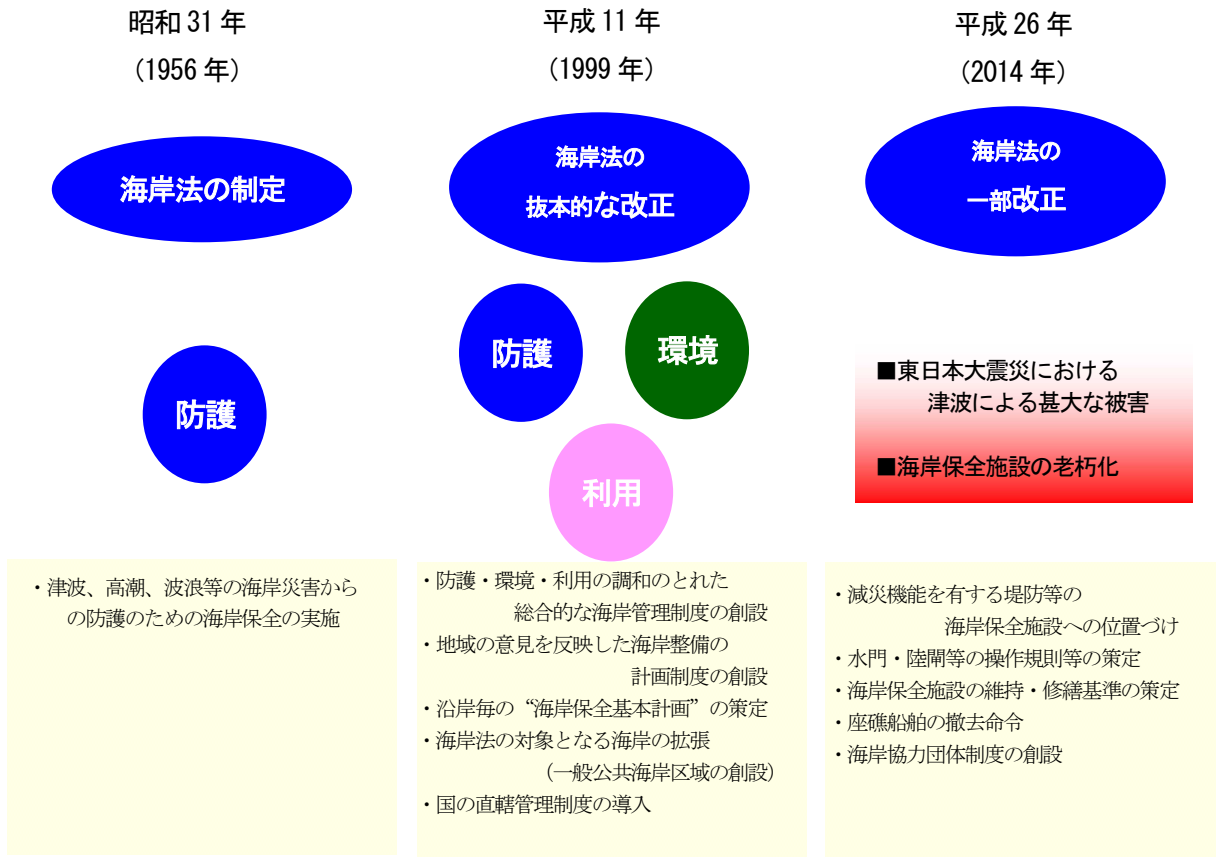 昭和 31 年
(1956 年)
海岸法の制定
防護
・津波、高潮、波浪等の海岸災害から
の防護のための海岸保全の実施
平成 11 年
(1999 年)
海岸法の
抜本的な改正
防護
環境
利用
・防護・環境・利用の調和のとれた
総合的な海岸管理制度の創設
・地域の意見を反映した海岸整備の
計画制度の創設
・沿岸毎の“海岸保全基本計画”の策定
・海岸法の対象となる海岸の拡張
(一般公共海岸区域の創設)
・国の直轄管理制度の導入
平成 26 年
(2014 年)
海岸法の
一部改正
■東日本大震災における
津波による甚大な被害
■海岸保全施設の老朽化
・減災機能を有する堤防等の
海岸保全施設への位置づけ
・水門・陸閘等の操作規則等の策定
・海岸保全施設の維持・修繕基準の策定
・座礁船舶の撤去命令
・海岸協力団体制度の創設